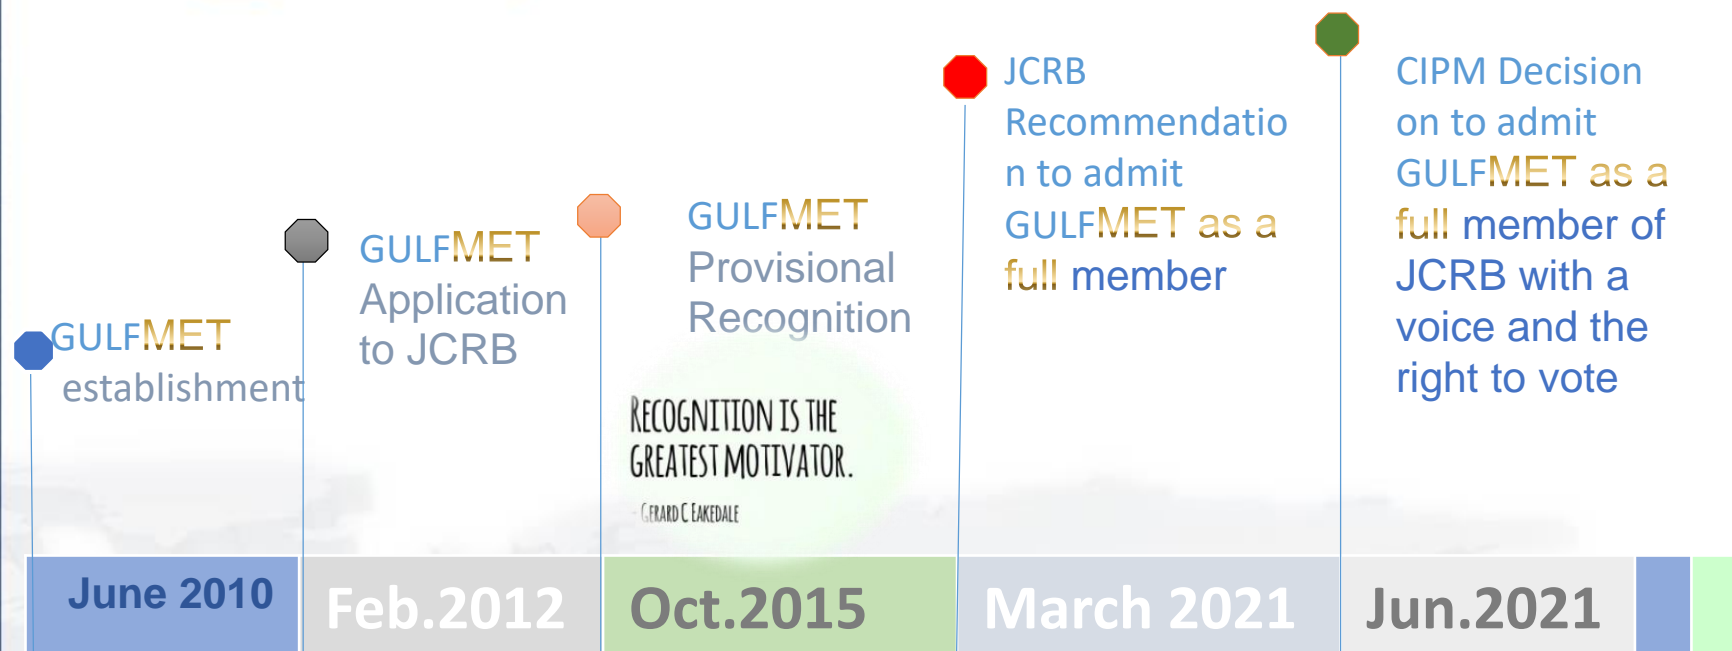 GULFMET
establishment
GULFMET
Application
to JCRB
GULFMET
Provisional
Recognition
RECOGNITION IS THE
GREATEST MOTIVATOR.
- GERARD C EAKEDALE
JCRB
Recommendatio
n to admit
GULFMET as a
full member
CIPM Decision
on to admit
GULFMET as a
full member of
JCRB with a
voice and the
right to vote
June 2010
Feb.2012
Oct.2015
March 2021
Jun.2021